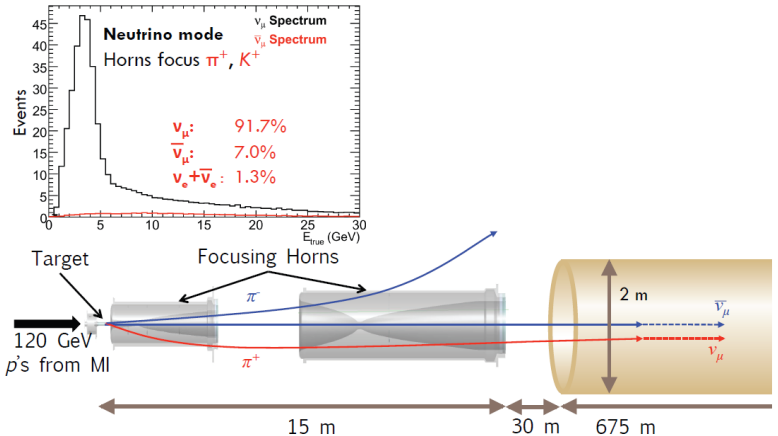 Neutrino mode
Horns focus π⁺, K⁺
ν_μ Spectrum
ν̅_μ Spectrum
ν_μ: 91.7%
ν̅_μ: 7.0%
ν_e+ν̅_e: 1.3%
Events
45
40
35
30
25
20
15
10
5
0
0 5 10 15 20 25 30
E_true (GeV)
Target
Focusing Horns
π⁻
2 m
ν̅_μ
120 GeV
p's from MI
π⁺
ν_μ
15 m
30 m
675 m